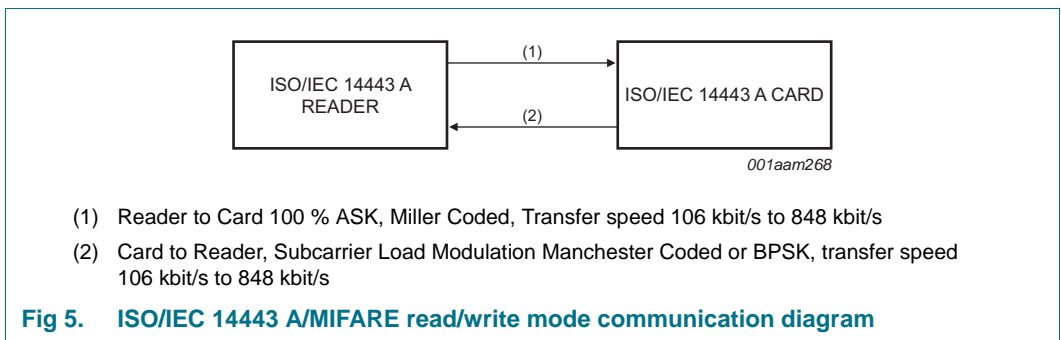 (1)
ISO/IEC 14443 A
READER
ISO/IEC 14443 A CARD
(2)
001aam268
(1) Reader to Card 100 % ASK, Miller Coded, Transfer speed 106 kbit/s to 848 kbit/s
(2) Card to Reader, Subcarrier Load Modulation Manchester Coded or BPSK, transfer speed
106 kbit/s to 848 kbit/s
Fig 5. ISO/IEC 14443 A/MIFARE read/write mode communication diagram